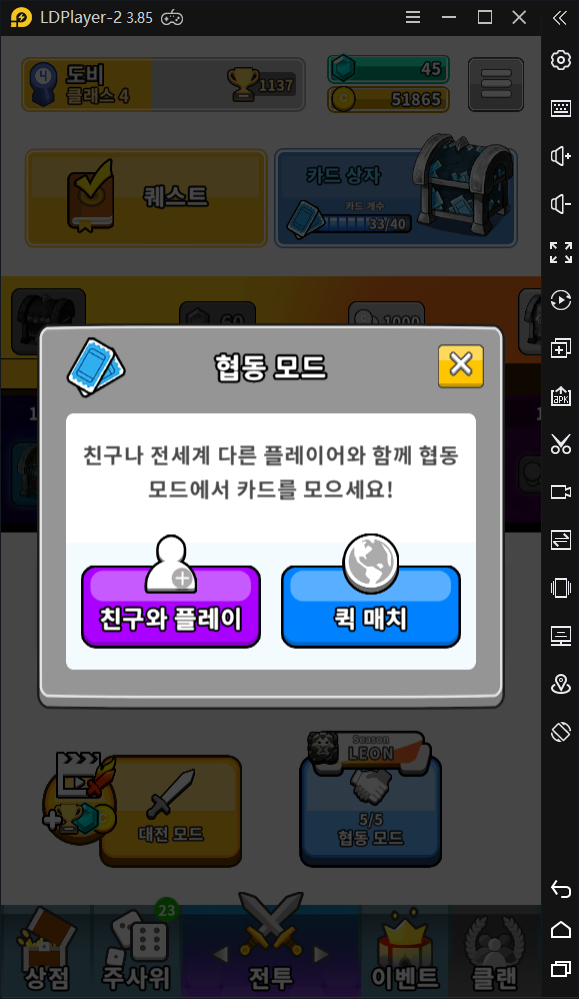 LDPlayer-2 3.85
4 도비
클래스 4
1137
45
51865
퀘스트
카드 상자
카드 개수
33/40
60
1000
협동 모드
친구나 전세계 다른 플레이어와 함께 협동
모드에서 카드를 모으세요!
친구와 플레이
퀵 매치
Season
LEON
대전 모드
5/5
협동 모드
23
상점
주사위
전투
이벤트
클랜
APK